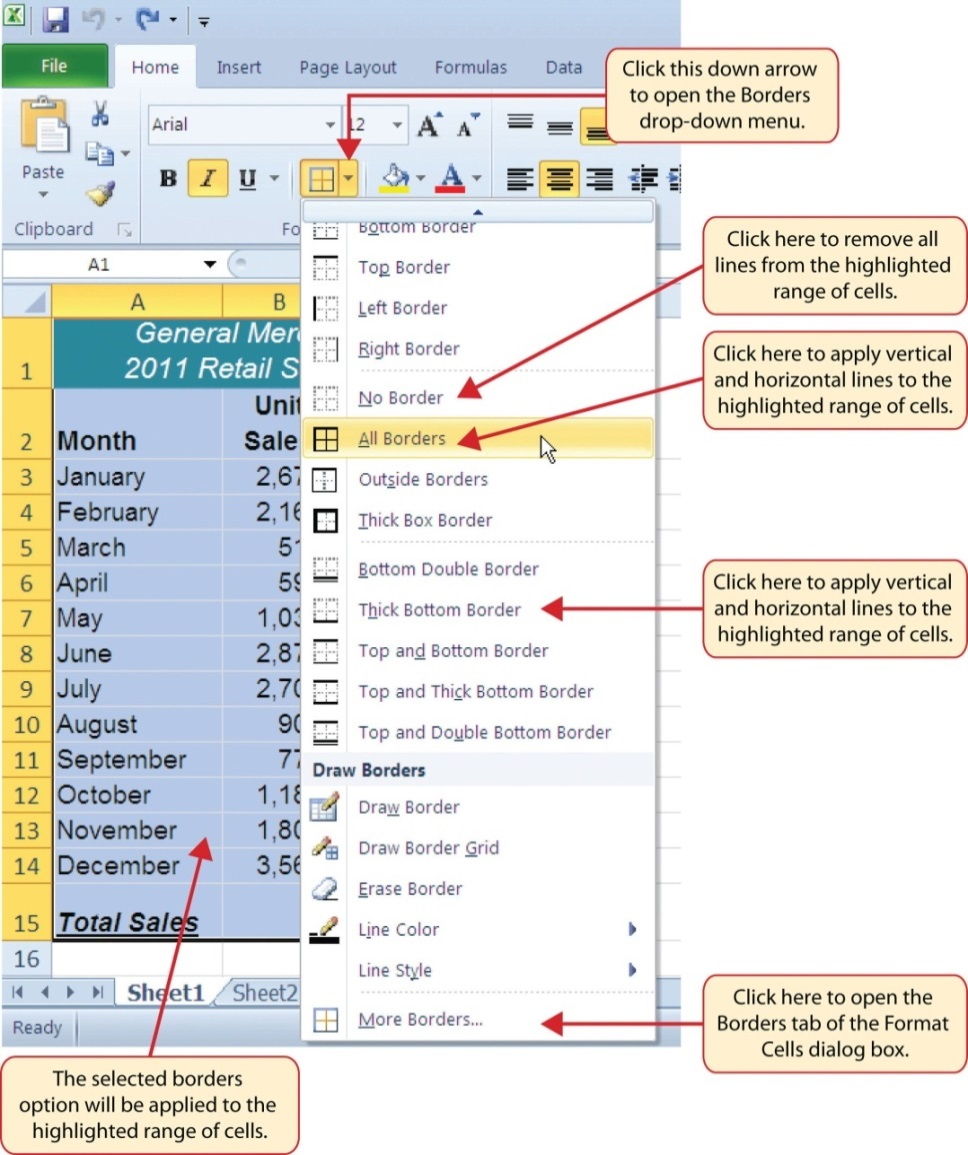 File Home Insert Page Layout Formulas Data
Click this down arrow
to open the Borders
drop-down menu.
Arial 12 A A
Paste
B I U A
Clipboard Fo
A1
Click here to remove all
lines from the highlighted
range of cells.
Click here to apply vertical
and horizontal lines to the
highlighted range of cells.
Click here to apply vertical
and horizontal lines to the
highlighted range of cells.
Click here to open the
Borders tab of the Format
Cells dialog box.
Bottom Border
Top Border
Left Border
Right Border
No Border
All Borders
Outside Borders
Thick Box Border
Bottom Double Border
Thick Bottom Border
Top and Bottom Border
Top and Thick Bottom Border
Top and Double Bottom Border
Draw Borders
Draw Border
Draw Border Grid
Erase Border
Line Color
Line Style
More Borders...
A B
General Mer
1 2011 Retail S
Unit
2 Month Sale
3 January 2,67
4 February 2,16
5 March 51
6 April 59
7 May 1,03
8 June 2,87
9 July 2,70
10 August 90
11 September 77
12 October 1,18
13 November 1,80
14 December 3,56
15 Total Sales
16
Sheet1 Sheet2
Ready
The selected borders
option will be applied to the
highlighted range of cells.